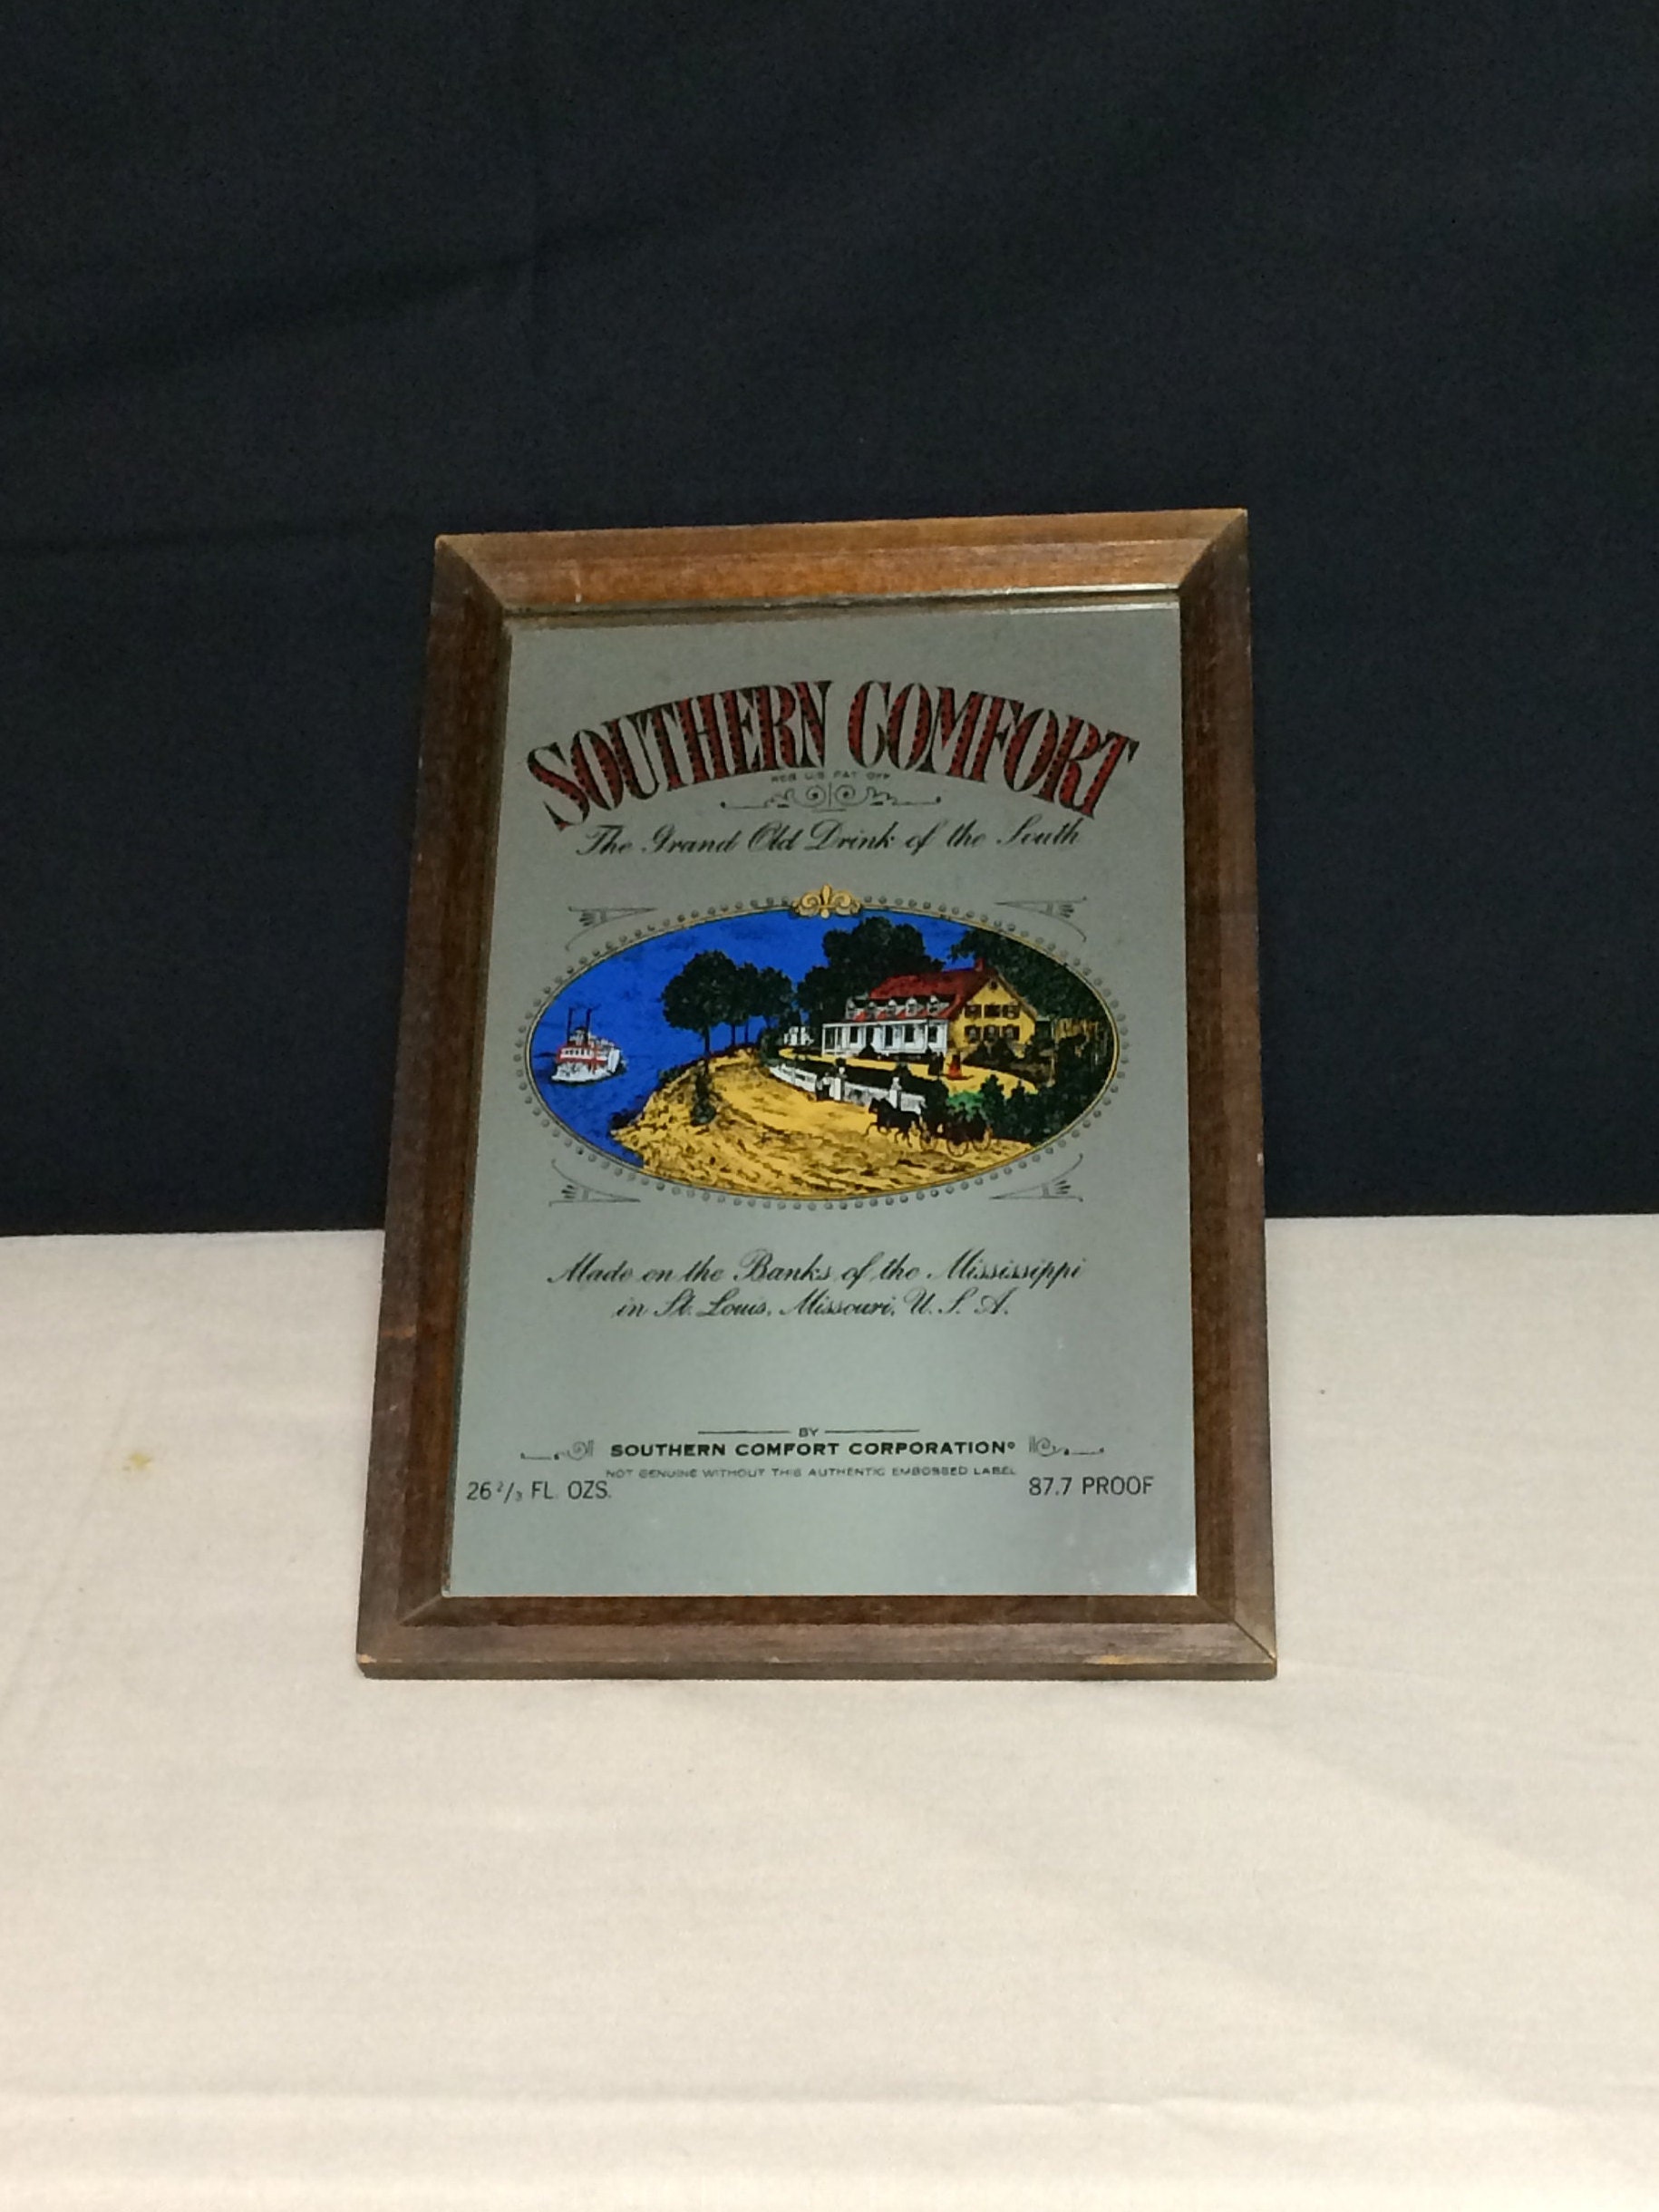 SOUTHERN COMFORT
REG U.S. PAT. OFF.
The Grand Old Drink of the South
Made on the Banks of the Mississippi
in St. Louis, Missouri, U. S. A.
BY
SOUTHERN COMFORT CORPORATION®
NOT GENUINE WITHOUT THIS AUTHENTIC EMBOSSED LABEL
26 2/3 FL. OZS. 87.7 PROOF